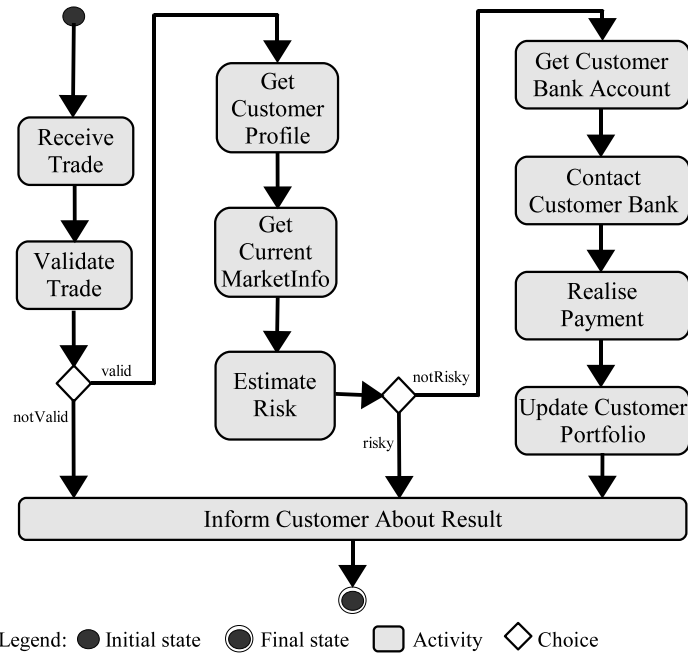 Receive
Trade
Validate
Trade
valid
notValid
Get
Customer
Profile
Get
Current
MarketInfo
Estimate
Risk
notRisky
risky
Get Customer
Bank Account
Contact
Customer Bank
Realise
Payment
Update Customer
Portfolio
Inform Customer About Result
Legend: Initial state Final state Activity Choice